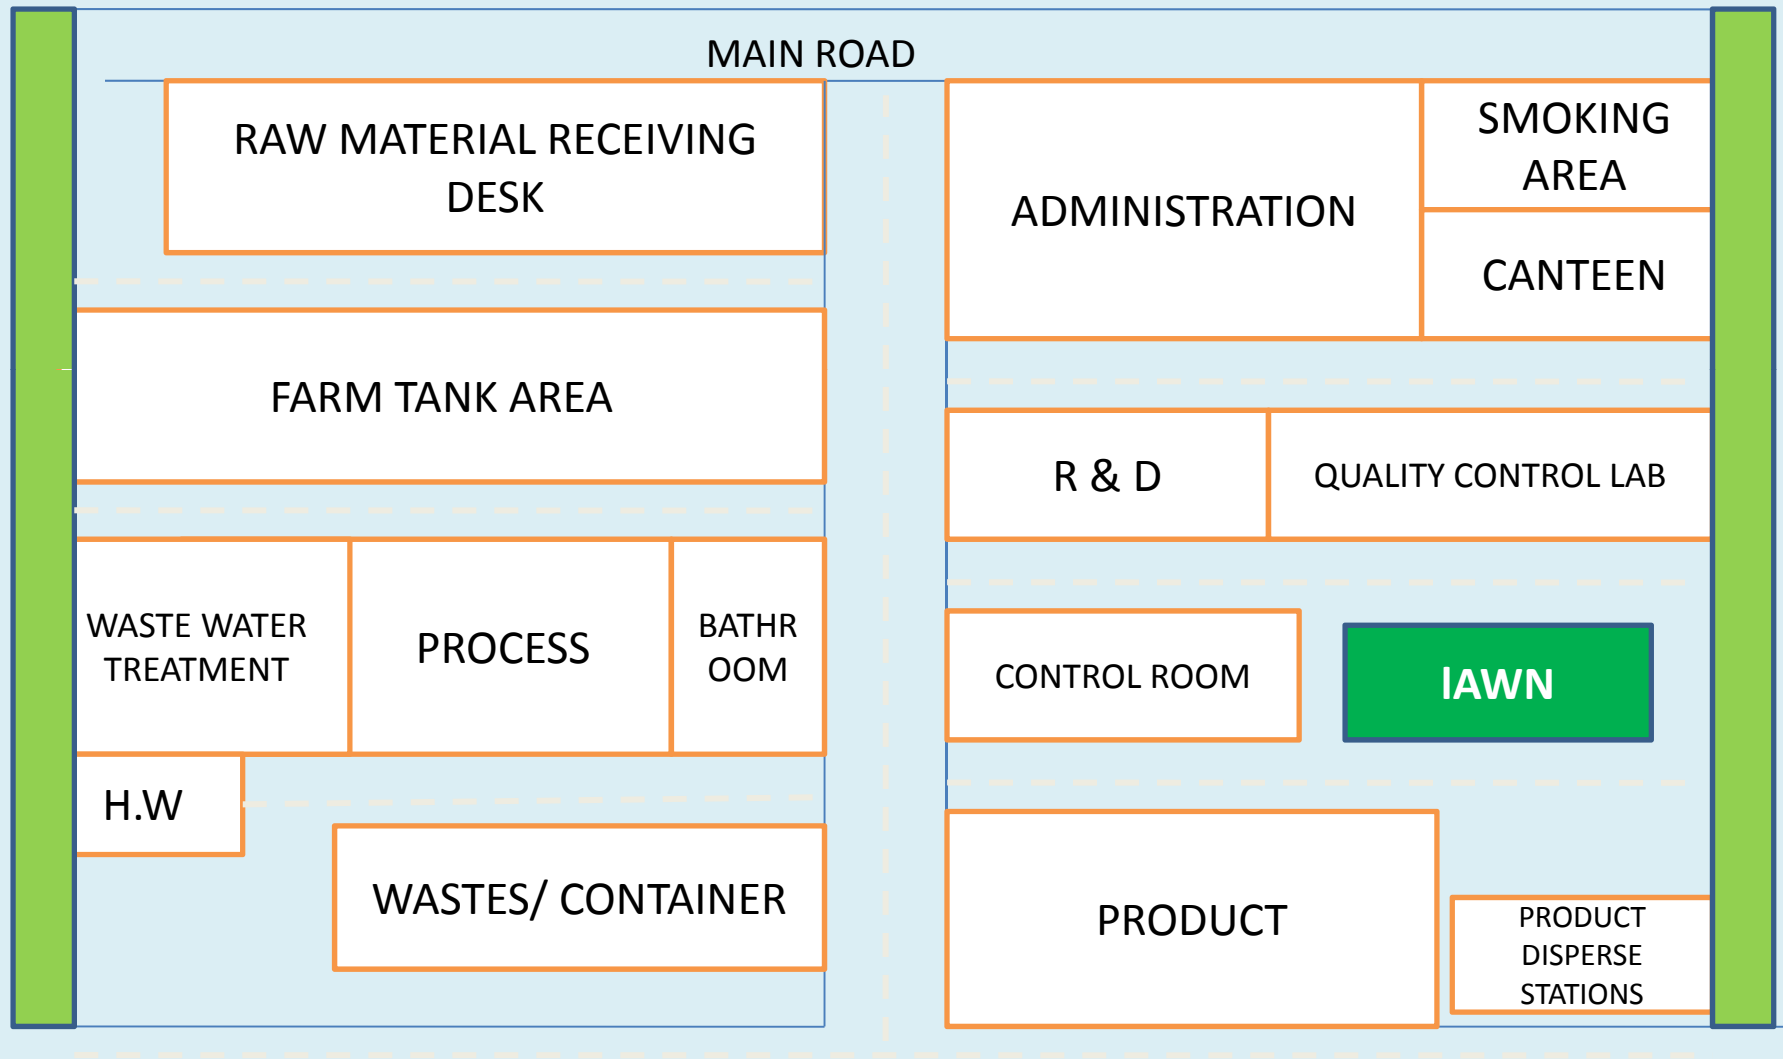 MAIN ROAD
RAW MATERIAL RECEIVING
DESK
ADMINISTRATION
SMOKING
AREA
CANTEEN
FARM TANK AREA
R & D
QUALITY CONTROL LAB
WASTE WATER
TREATMENT
PROCESS
BATHR
OOM
CONTROL ROOM
lAWN
H.W
WASTES/ CONTAINER
PRODUCT
PRODUCT
DISPERSE
STATIONS